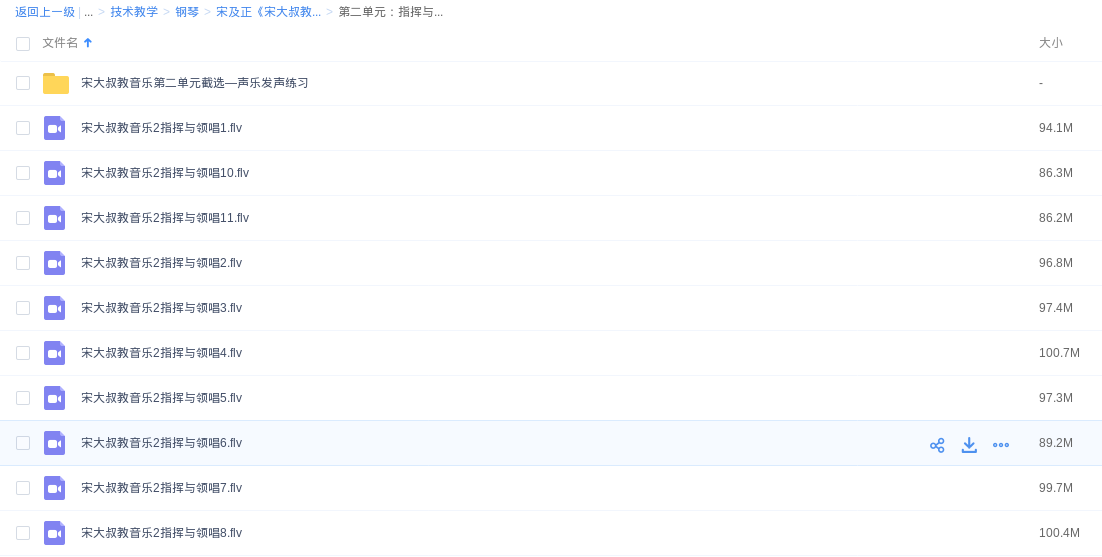 返回上一级 | ... > 技术教学 > 钢琴 > 宋及正《宋大叔教... > 第二单元：指挥与...
文件名 大小
宋大叔教音乐第二单元截选—声乐发声练习 -
宋大叔教音乐2指挥与领唱1.flv 94.1M
宋大叔教音乐2指挥与领唱10.flv 86.3M
宋大叔教音乐2指挥与领唱11.flv 86.2M
宋大叔教音乐2指挥与领唱2.flv 96.8M
宋大叔教音乐2指挥与领唱3.flv 97.4M
宋大叔教音乐2指挥与领唱4.flv 100.7M
宋大叔教音乐2指挥与领唱5.flv 97.3M
宋大叔教音乐2指挥与领唱6.flv 89.2M
宋大叔教音乐2指挥与领唱7.flv 99.7M
宋大叔教音乐2指挥与领唱8.flv 100.4M